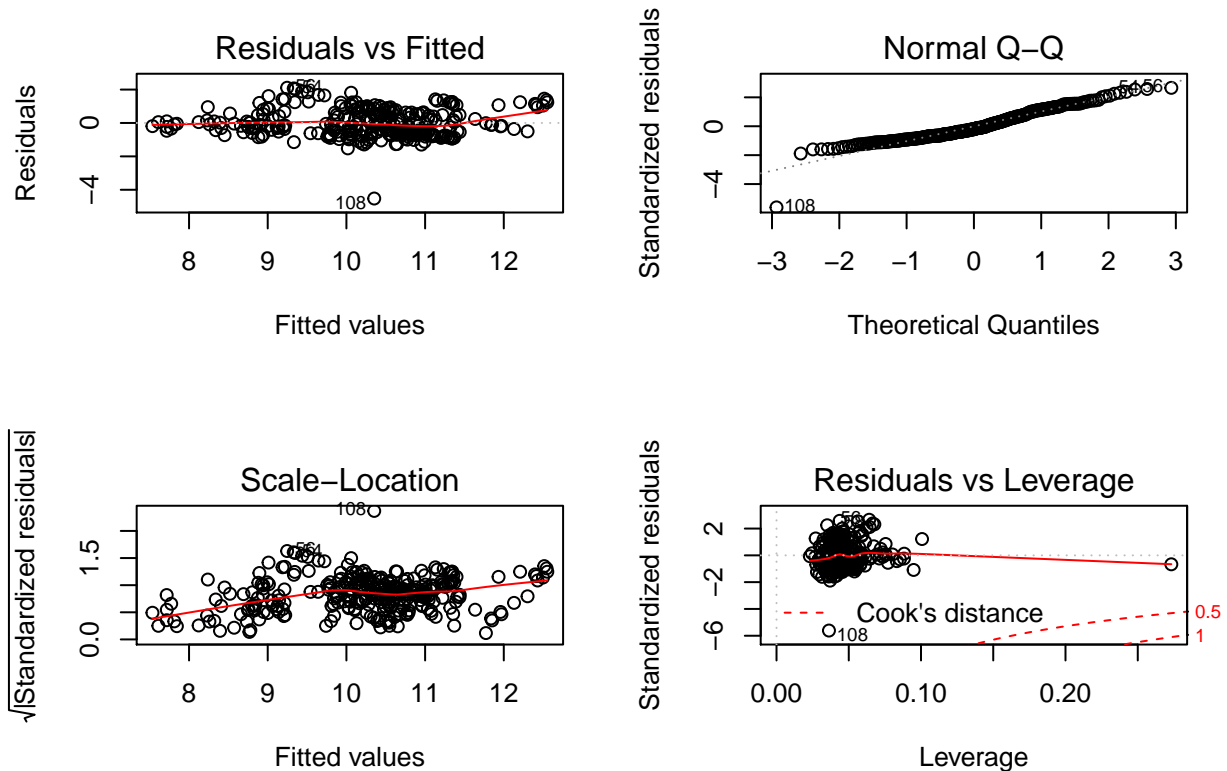 Residuals vs Fitted
Residuals
0
−4
108
8 9 10 11 12
Fitted values
Normal Q−Q
Standardized residuals
0
−4
56
108
−3 −2 −1 0 1 2 3
Theoretical Quantiles
Scale−Location
√|Standardized residuals|
1.5
0.0
108
8 9 10 11 12
Fitted values
Residuals vs Leverage
Standardized residuals
2
−2
−6
Cook's distance
108
0.5
1
0.00 0.10 0.20
Leverage